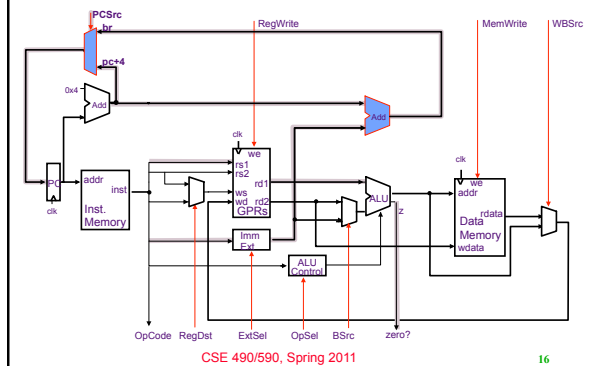 PCSrc
br
RegWrite
MemWrite
WBSrc
pc+4
0x4
Add
Add
clk
we
rs1
rs2
PC
addr
inst
rd1
ws
wd
rd2
GPRs
clk
Inst.
Memory
ALU
z
clk
we
addr
rdata
Data
Memory
wdata
Imm
Ext
ALU
Control
OpCode
RegDst
ExtSel
OpSel
BSrc
zero?
CSE 490/590, Spring 2011
16